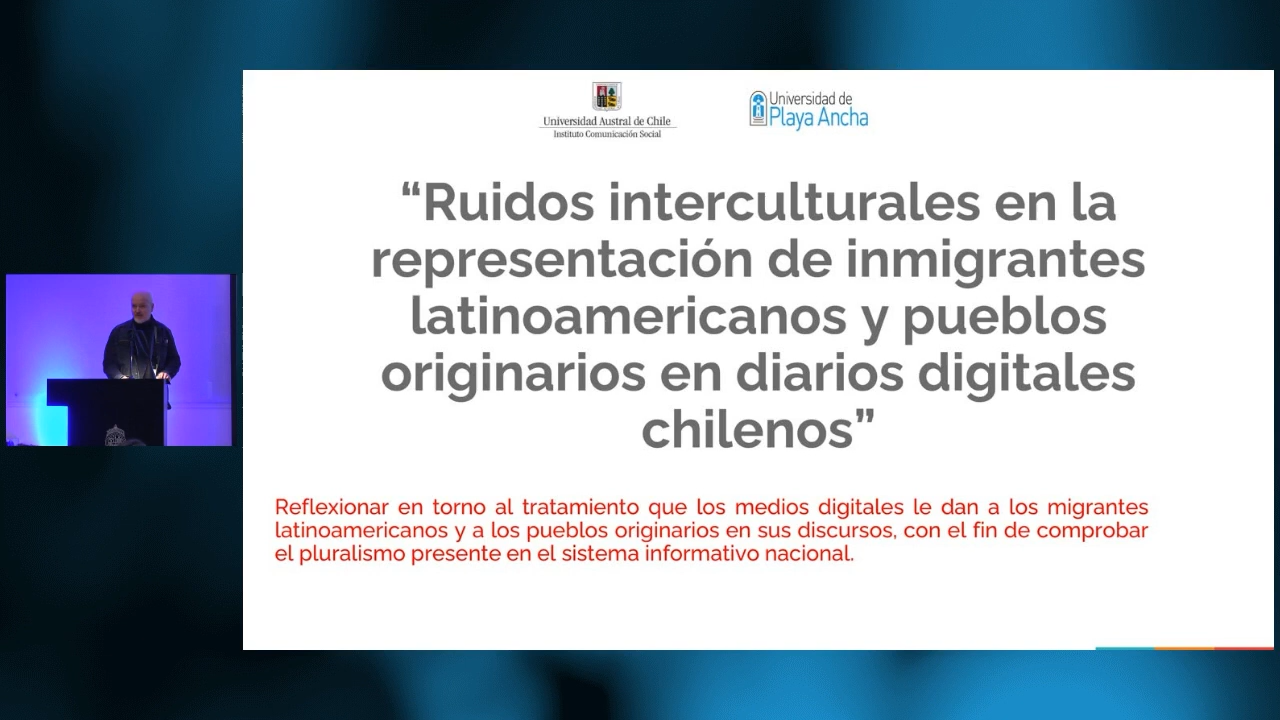 Universidad Austral de Chile
Instituto Comunicación Social
Universidad de
Playa Ancha
“Ruidos interculturales en la
representación de inmigrantes
latinoamericanos y pueblos
originarios en diarios digitales
chilenos”
Reflexionar en torno al tratamiento que los medios digitales le dan a los migrantes
latinoamericanos y a los pueblos originarios en sus discursos, con el fin de comprobar
el pluralismo presente en el sistema informativo nacional.